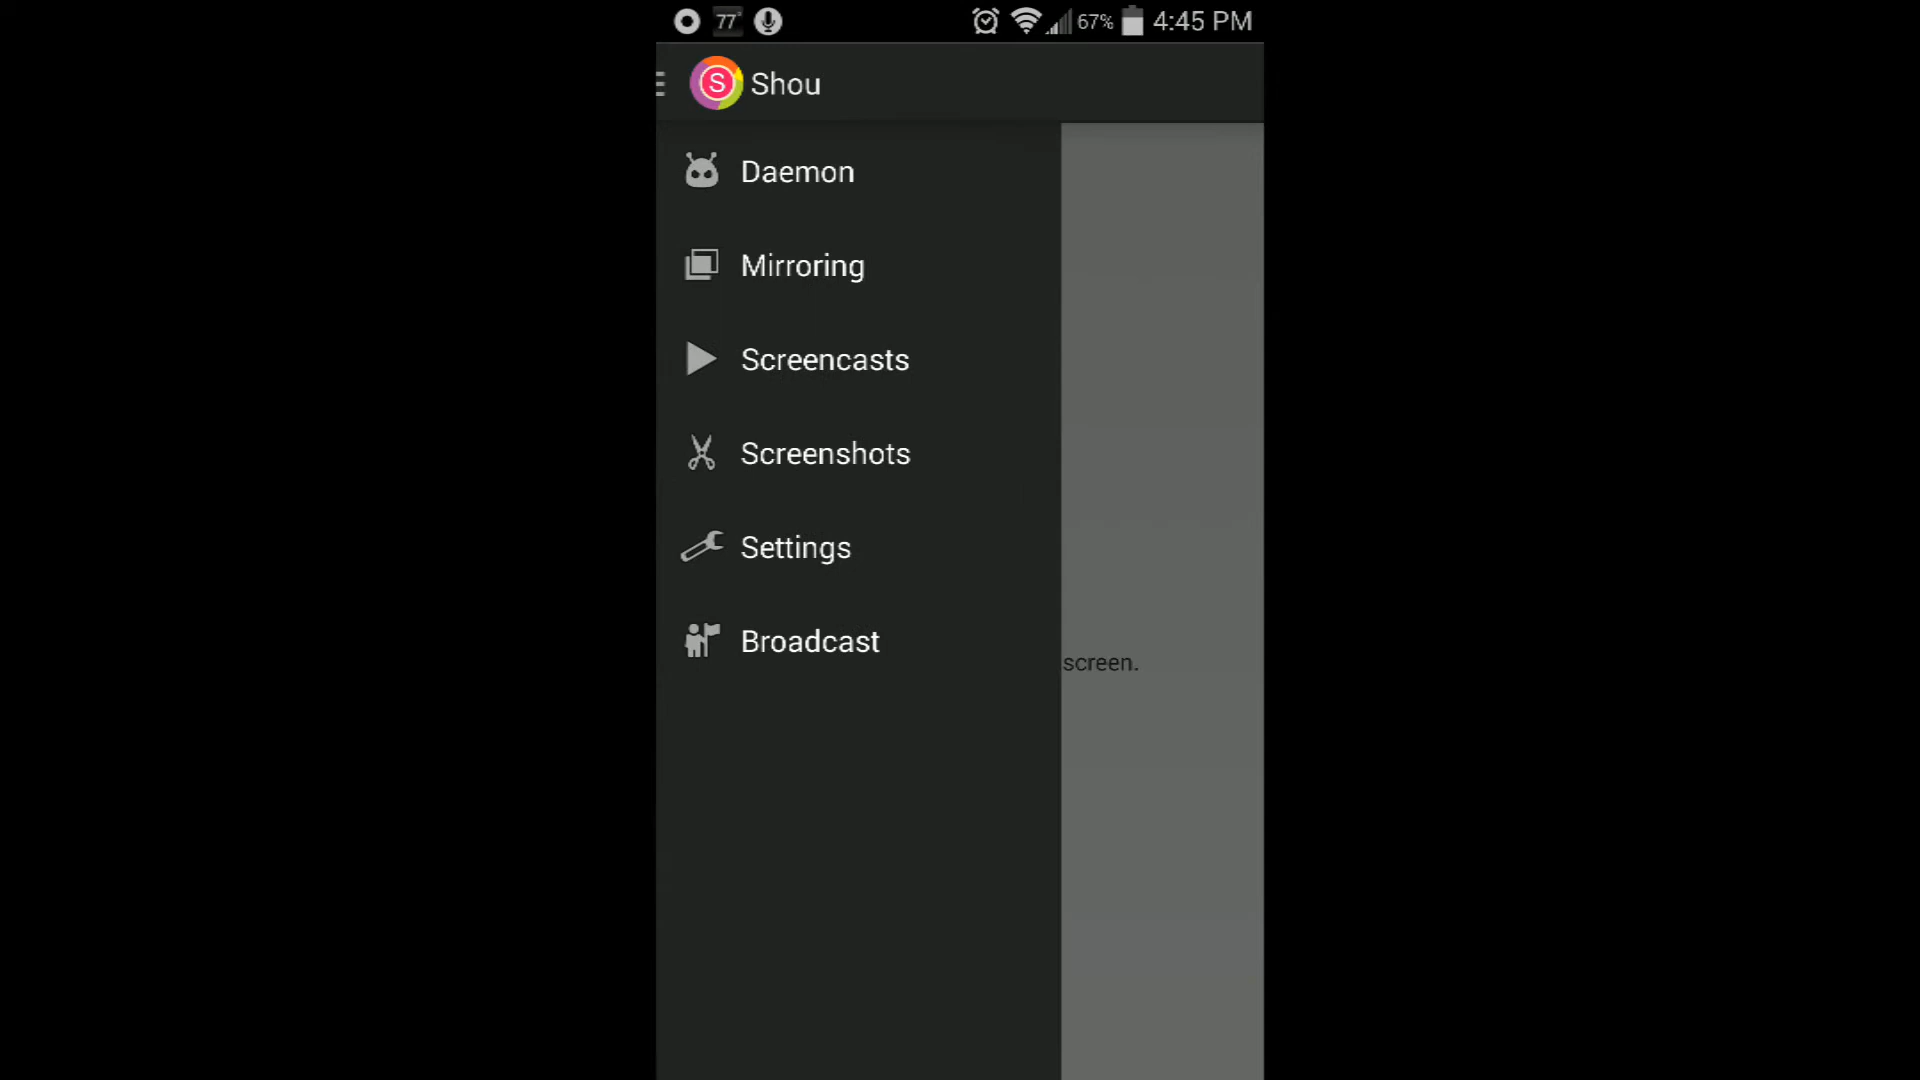 77° 67% 4:45 PM
S Shou
Daemon
Mirroring
Screencasts
Screenshots
Settings
Broadcast
screen.